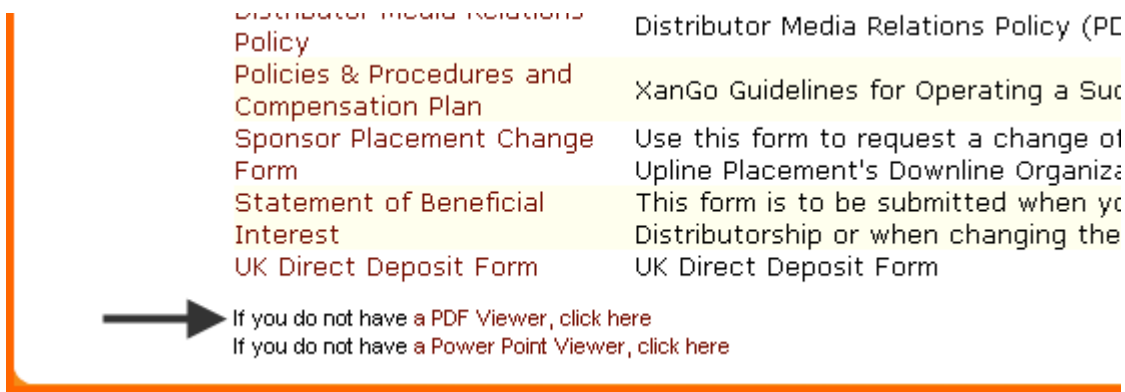 Distributor Media Relations
Policy
Distributor Media Relations Policy (PD
Policies & Procedures and
Compensation Plan
XanGo Guidelines for Operating a Suc
Sponsor Placement Change
Form
Use this form to request a change of
Upline Placement's Downline Organiza
Statement of Beneficial
Interest
This form is to be submitted when yo
Distributorship or when changing the
UK Direct Deposit Form
UK Direct Deposit Form
If you do not have a PDF Viewer, click here
If you do not have a Power Point Viewer, click here